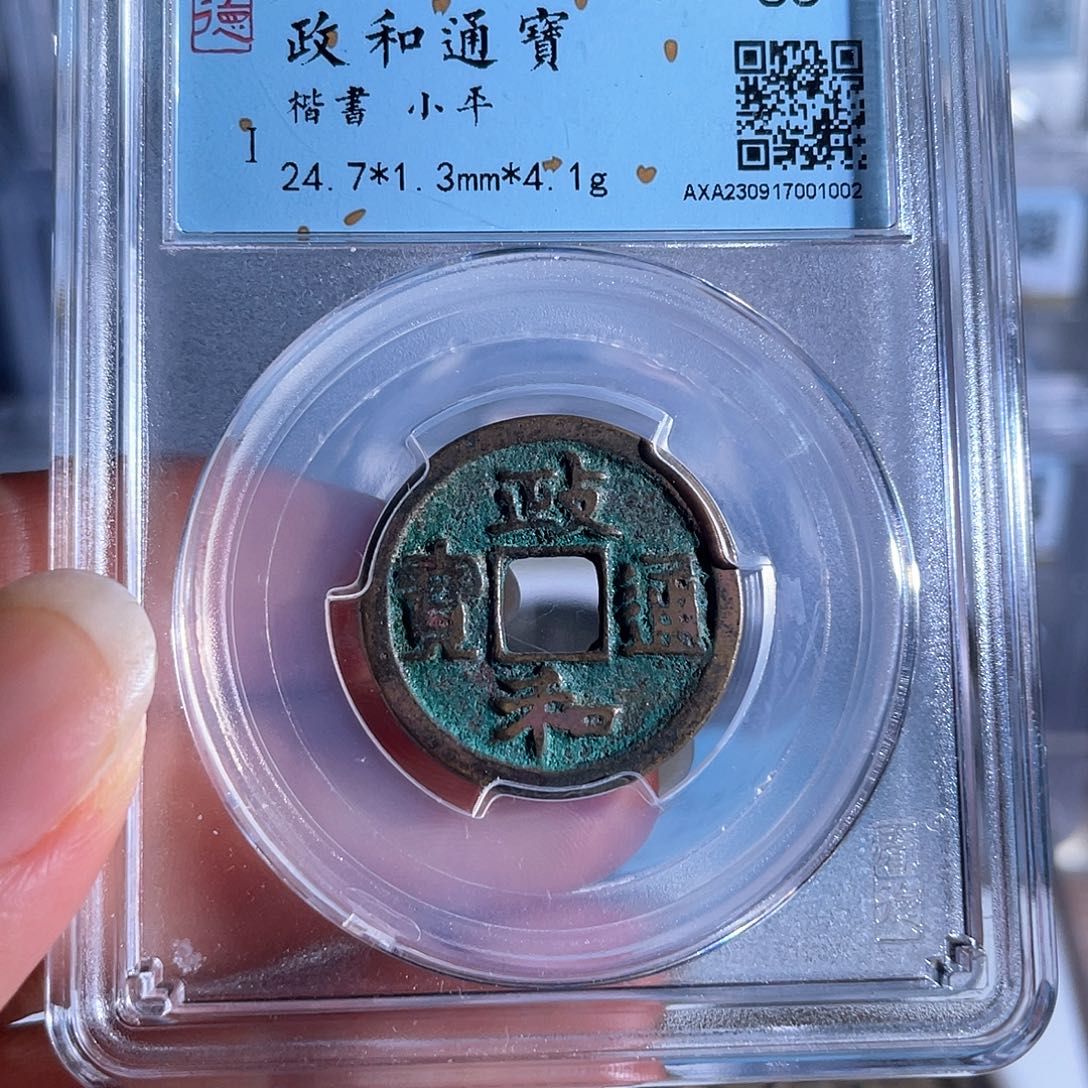 德
政和通寶
楷書 小平
I
24.7*1.3mm*4.1g
AXA230917001002
政和通寶